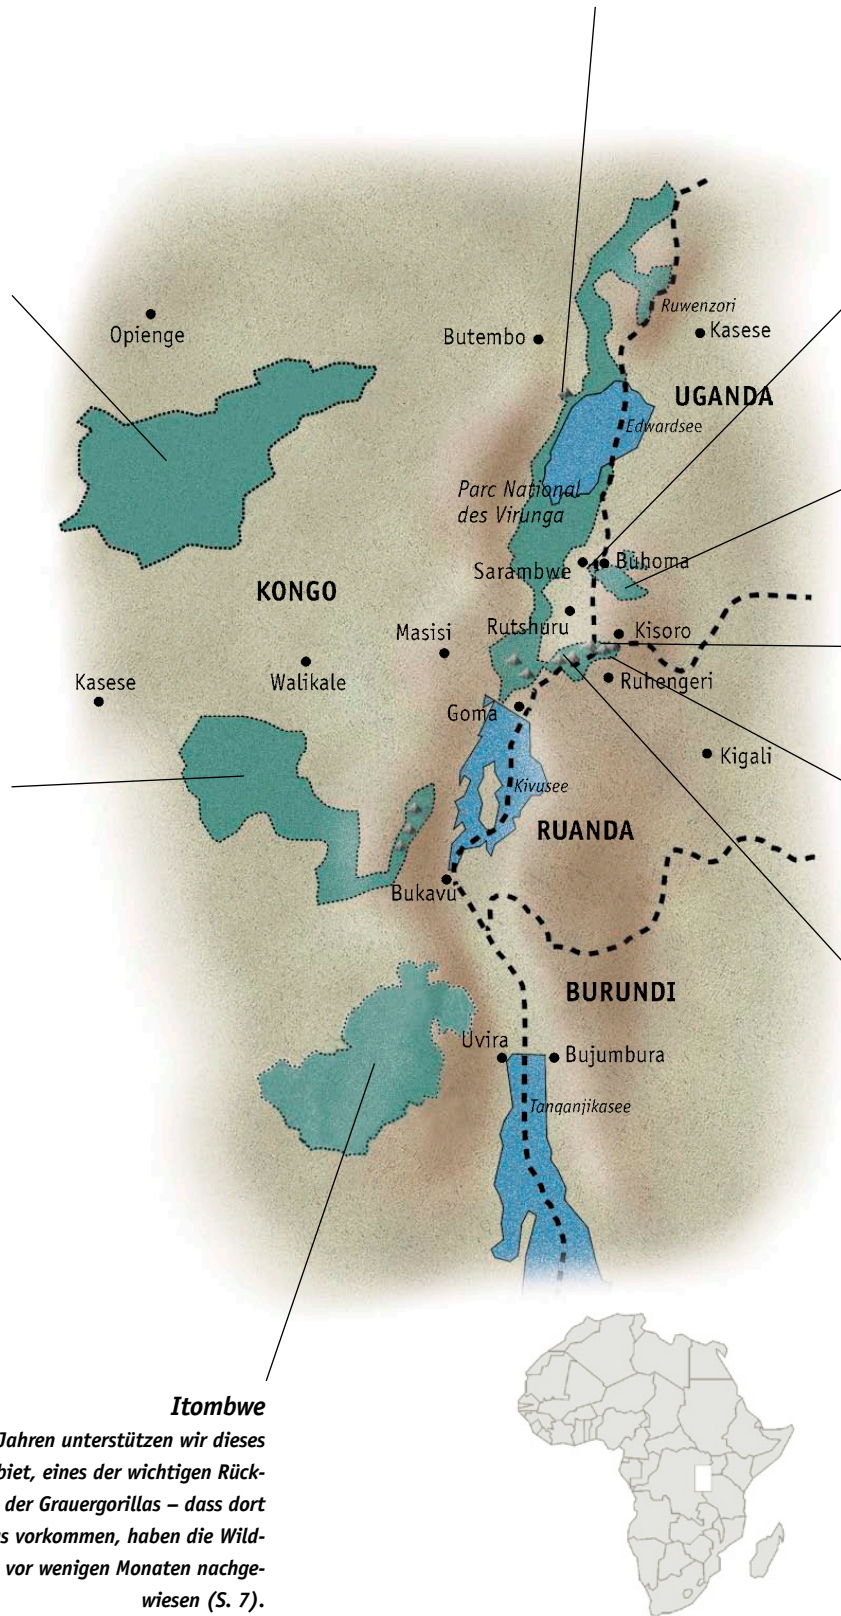 Ruwenzori
Opienge
Butembo
Kasese
UGANDA
Edwardsee
Parc National
des Virunga
Sarambwe
Buhoma
KONGO
Rutshuru
Kisoro
Masisi
Kasese
Walikale
Ruhengeri
Goma
Kigali
Kivusee
RUANDA
Bukavu
BURUNDI
Uvira
Bujumbura
Tanganjikasee
Itombwe
Jahren unterstützen wir dieses
biet, eines der wichtigen Rück-
der Grauergorillas – dass dort
s vorkommen, haben die Wild-
vor wenigen Monaten nachge-
wiesen (S. 7).